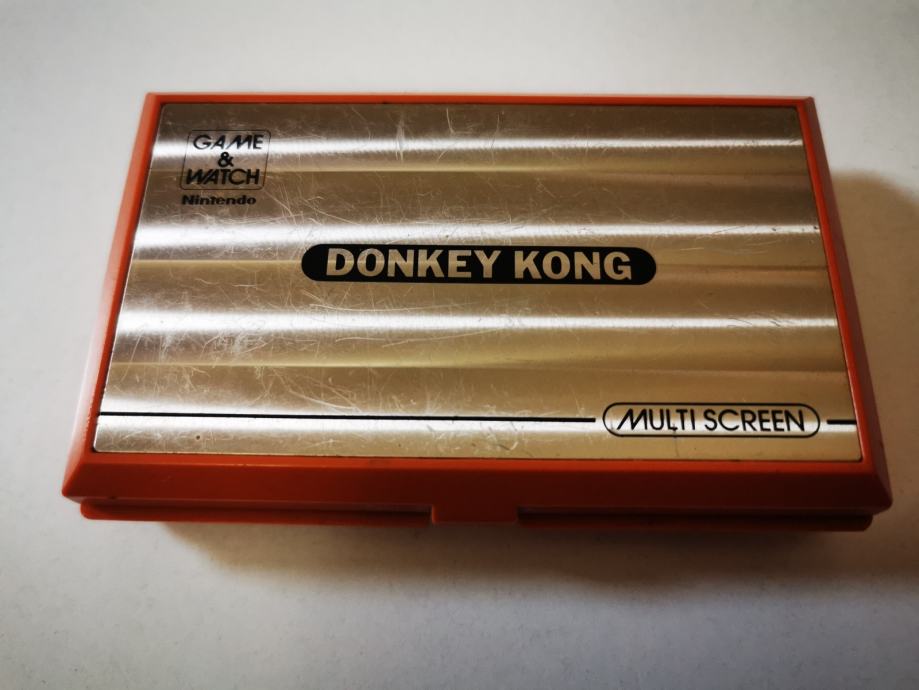 GAME
&
WATCH
Nintendo
DONKEY KONG
MULTI SCREEN